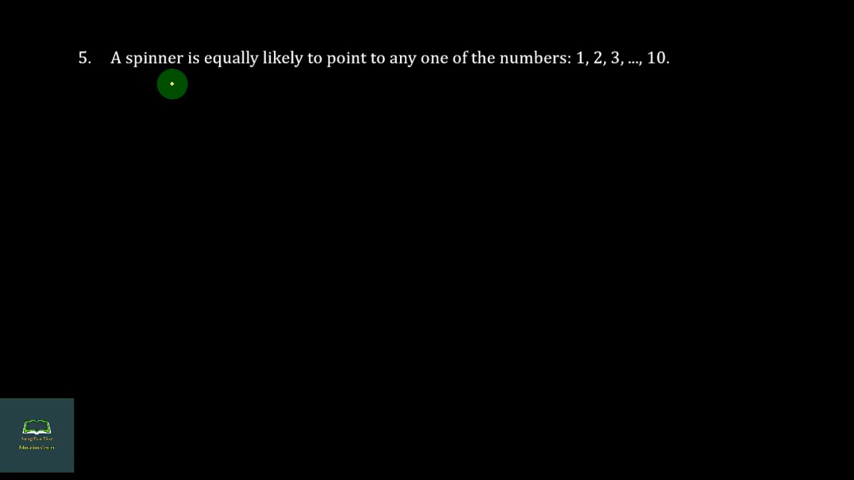 5. A spinner is equally likely to point to any one of the numbers: 1, 2, 3, ..., 10.